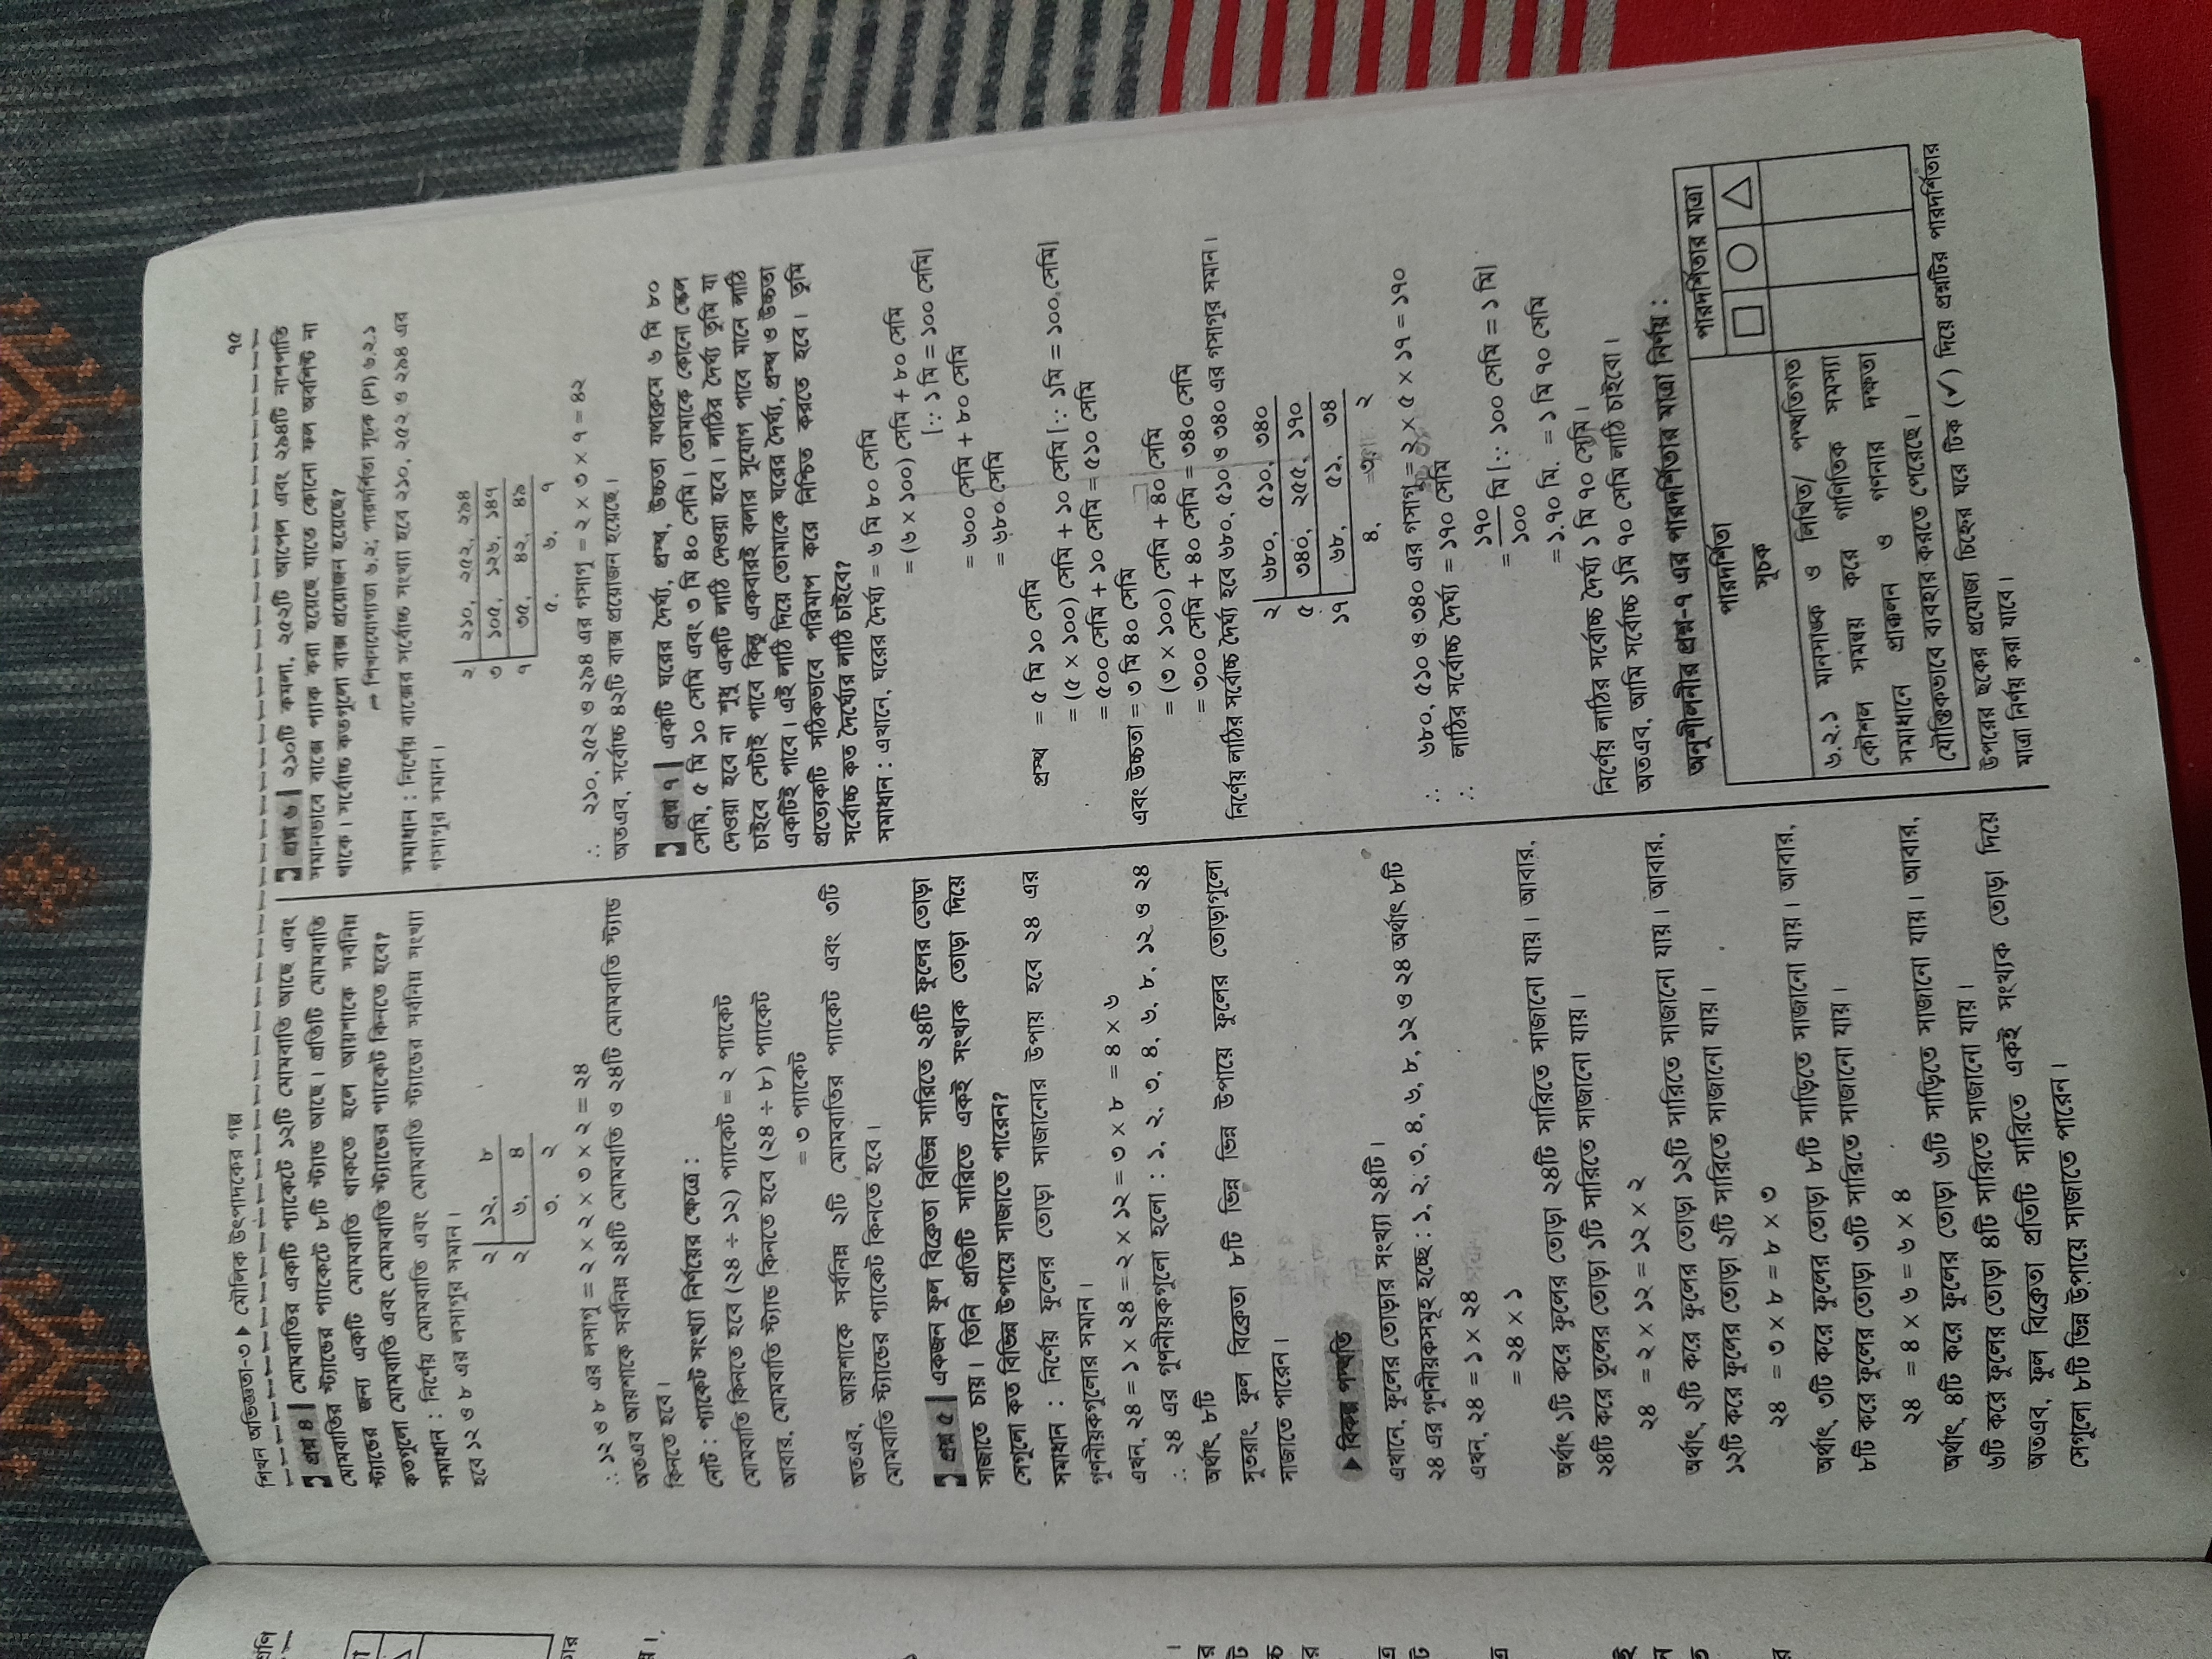 শিখন অভিজ্ঞতা-৩ ▶ মৌলিক উৎপাদকের গল্প
৭৫
প্রশ্ন ৪ | মোমবাতির একটি প্যাকেটে ১২টি মোমবাতি আছে এবং
মোমবাতির স্ট্যান্ডের প্যাকেটে ৮টি স্ট্যান্ড আছে। প্রতিটি মোমবাতি
স্ট্যান্ডের জন্য একটি মোমবাতি থাকতে হলে আয়শাকে সর্বনিম্ন
কতগুলো মোমবাতি এবং মোমবাতি স্ট্যান্ডের প্যাকেট কিনতে হবে?
সমাধান : নির্ণেয় মোমবাতি এবং মোমবাতি স্ট্যান্ডের সর্বনিম্ন সংখ্যা
হবে ১২ ও ৮ এর লসাগুর সমান।
২ | ১২, ৮
২ | ৬, ৪
৩, ২
∴ ১২ ও ৮ এর লসাগু = ২ × ২ × ৩ × ২ = ২৪
অতএব আয়শাকে সর্বনিম্ন ২৪টি মোমবাতি ও ২৪টি মোমবাতি স্ট্যান্ড
কিনতে হবে।
নোট : প্যাকেট সংখ্যা নির্ণয়ের ক্ষেত্রে :
মোমবাতি কিনতে হবে (২৪ ÷ ১২) প্যাকেট = ২ প্যাকেট
আবার, মোমবাতি স্ট্যান্ড কিনতে হবে (২৪ ÷ ৮) প্যাকেট
= ৩ প্যাকেট
অতএব, আয়শাকে সর্বনিম্ন ২টি মোমবাতির প্যাকেট এবং ৩টি
মোমবাতি স্ট্যান্ডের প্যাকেট কিনতে হবে।
প্রশ্ন ৫ | একজন ফুল বিক্রেতা বিভিন্ন সারিতে ২৪টি ফুলের তোড়া
সাজাতে চায়। তিনি প্রতিটি সারিতে একই সংখ্যক তোড়া দিয়ে
সেগুলো কত বিভিন্ন উপায়ে সাজাতে পারেন?
সমাধান : নির্ণেয় ফুলের তোড়া সাজানোর উপায় হবে ২৪ এর
গুণনীয়কগুলোর সমান।
এখন, ২৪ = ১ × ২৪ = ২ × ১২ = ৩ × ৮ = ৪ × ৬
∴ ২৪ এর গুণনীয়কগুলো হলো : ১, ২, ৩, ৪, ৬, ৮, ১২ ও ২৪
অর্থাৎ ৮টি
সুতরাং, ফুল বিক্রেতা ৮টি ভিন্ন ভিন্ন উপায়ে ফুলের তোড়াগুলো
সাজাতে পারেন।
▶ বিকল্প পদ্ধতি
এখানে, ফুলের তোড়ার সংখ্যা ২৪টি।
২৪ এর গুণনীয়কসমূহ হচ্ছে : ১, ২, ৩, ৪, ৬, ৮, ১২ ও ২৪ অর্থাৎ ৮টি
এখন, ২৪ = ১ × ২৪
= ২৪ × ১
অর্থাৎ ১টি করে ফুলের তোড়া ২৪টি সারিতে সাজানো যায়। আবার,
২৪টি করে তুলের তোড়া ১টি সারিতে সাজানো যায়।
২৪ = ২ × ১২ = ১২ × ২
অর্থাৎ, ২টি করে ফুলের তোড়া ১২টি সারিতে সাজানো যায়। আবার,
১২টি করে ফুলের তোড়া ২টি সারিতে সাজানো যায়।
২৪ = ৩ × ৮ = ৮ × ৩
অর্থাৎ, ৩টি করে ফুলের তোড়া ৮টি সাড়িতে সাজানো যায়। আবার,
৮টি করে ফুলের তোড়া ৩টি সারিতে সাজানো যায়।
২৪ = ৪ × ৬ = ৬ × ৪
অর্থাৎ, ৪টি করে ফুলের তোড়া ৬টি সাড়িতে সাজানো যায়। আবার,
৬টি করে ফুলের তোড়া ৪টি সারিতে সাজানো যায়।
অতএব, ফুল বিক্রেতা প্রতিটি সারিতে একই সংখ্যক তোড়া দিয়ে
সেগুলো ৮টি ভিন্ন উপায়ে সাজাতে পারেন।
প্রশ্ন ৬ | ২১০টি কমলা, ২৫২টি আপেল এবং ২৯৪টি নাশপাতি
সমানভাবে বাক্সে প্যাক করা হয়েছে যাতে কোনো ফল অবশিষ্ট না
থাকে। সর্বোচ্চ কতগুলো বাক্স প্রয়োজন হয়েছে?
➡ শিখনযোগ্যতা ৬.২; পারদর্শিতা সূচক (PI) ৬.২.১
সমাধান : নির্ণেয় বাক্সের সর্বোচ্চ সংখ্যা হবে ২১০, ২৫২ ও ২৯৪ এর
গসাগুর সমান।
২ | ২১০, ২৫২, ২৯৪
৩ | ১০৫, ১২৬, ১৪৭
৭ | ৩৫, ৪২, ৪৯
৫, ৬, ৭
∴ ২১০, ২৫২ ও ২৯৪ এর গসাগু = ২ × ৩ × ৭ = ৪২
অতএব, সর্বোচ্চ ৪২টি বাক্স প্রয়োজন হয়েছে।
প্রশ্ন ৭ | একটি ঘরের দৈর্ঘ্য, প্রস্থ, উচ্চতা যথাক্রমে ৬ মি ৮০
সেমি, ৫ মি ১০ সেমি এবং ৩ মি ৪০ সেমি। তোমাকে কোনো স্কেল
দেওয়া হবে না শুধু একটি লাঠি দেওয়া হবে। লাঠির দৈর্ঘ্য তুমি যা
চাইবে সেটাই পাবে কিন্তু একবারই বলার সুযোগ পাবে মানে লাঠি
একটিই পাবে। এই লাঠি দিয়ে তোমাকে ঘরের দৈর্ঘ্য, প্রস্থ ও উচ্চতা
প্রত্যেকটি সঠিকভাবে পরিমাপ করে নিশ্চিত করতে হবে। তুমি
সর্বোচ্চ কত দৈর্ঘ্যের লাঠি চাইবে?
সমাধান : এখানে, ঘরের দৈর্ঘ্য = ৬ মি ৮০ সেমি
= (৬ × ১০০) সেমি + ৮০ সেমি
[∵ ১ মি = ১০০ সেমি]
= ৬০০ সেমি + ৮০ সেমি
= ৬৮০ সেমি
প্রস্থ = ৫ মি ১০ সেমি
= (৫ × ১০০) সেমি + ১০ সেমি [∵ ১মি = ১০০ সেমি]
= ৫০০ সেমি + ১০ সেমি = ৫১০ সেমি
এবং উচ্চতা = ৩ মি ৪০ সেমি
= (৩ × ১০০) সেমি + ৪০ সেমি
= ৩০০ সেমি + ৪০ সেমি = ৩৪০ সেমি
নির্ণেয় লাঠির সর্বোচ্চ দৈর্ঘ্য হবে ৬৮০, ৫১০ ও ৩৪০ এর গসাগুর সমান।
২ | ৬৮০, ৫১০, ৩৪০
৫ | ৩৪০, ২৫৫, ১৭০
১৭ | ৬৮, ৫১, ৩৪
৪, ৩, ২
∴ ৬৮০, ৫১০ ও ৩৪০ এর গসাগু = ২ × ৫ × ১৭ = ১৭০
∴ লাঠির সর্বোচ্চ দৈর্ঘ্য = ১৭০ সেমি
= ১৭০/১০০ মি [∵ ১০০ সেমি = ১ মি]
= ১.৭০ মি. = ১ মি ৭০ সেমি
নির্ণেয় লাঠির সর্বোচ্চ দৈর্ঘ্য ১ মি ৭০ সেমি।
অতএব, আমি সর্বোচ্চ ১মি ৭০ সেমি লাঠি চাইবো।
অনুশীলনীর প্রশ্ন-৭ এর পারদর্শিতার মাত্রা নির্ণয় :
পারদর্শিতা
সূচক
পারদর্শিতার মাত্রা
□ ○ △
৬.২.১ মানসাঙ্ক ও লিখিত/ পদ্ধতিগত
কৌশল সমন্বয় করে গাণিতিক সমস্যা
সমাধানে প্রাক্কলন ও গণনার দক্ষতা
যৌক্তিকভাবে ব্যবহার করতে পেরেছে।
উপরের ছকের প্রযোজ্য চিহ্নের ঘরে টিক (✓) দিয়ে প্রশ্নটির পারদর্শিতার
মাত্রা নির্ণয় করা যাবে।